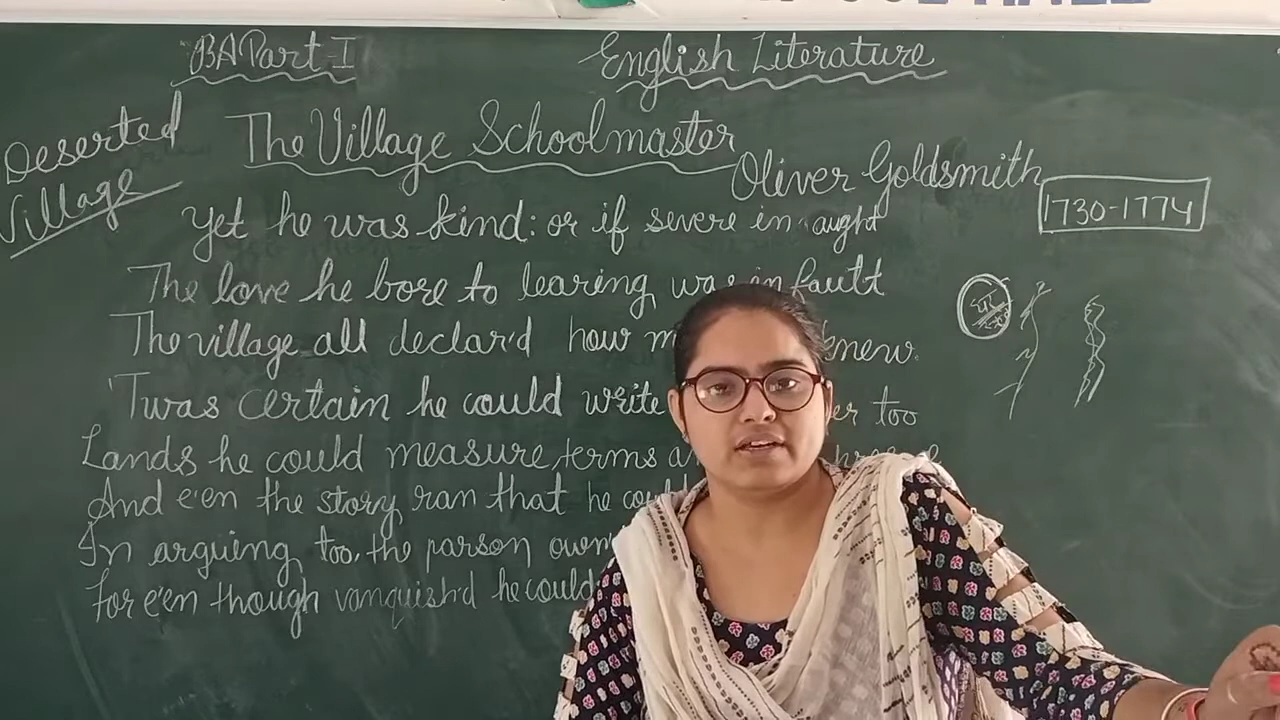 BA Part-I
English Literature
Deserted
Village
The Village Schoolmaster
Oliver Goldsmith
1730-1774
Yet he was kind: or if severe in aught
The love he bore to learing was in fault
The village all declar'd how m knew.
'Twas certain he could write er too
Lands he could measure, terms a
And e'en the story ran that he could
In arguing too, the parson own
For e'en though vanquish'd he could